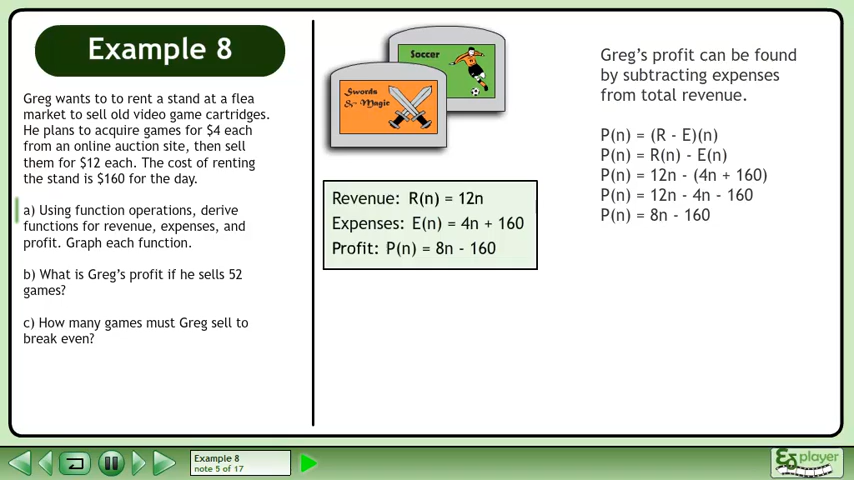 Example 8
Greg wants to to rent a stand at a flea
market to sell old video game cartridges.
He plans to acquire games for $4 each
from an online auction site, then sell
them for $12 each. The cost of renting
the stand is $160 for the day.
a) Using function operations, derive
functions for revenue, expenses, and
profit. Graph each function.
b) What is Greg's profit if he sells 52
games?
c) How many games must Greg sell to
break even?
Soccer
Swords
& Magic
Revenue: R(n) = 12n
Expenses: E(n) = 4n + 160
Profit: P(n) = 8n - 160
Greg's profit can be found
by subtracting expenses
from total revenue.
P(n) = (R - E)(n)
P(n) = R(n) - E(n)
P(n) = 12n - (4n + 160)
P(n) = 12n - 4n - 160
P(n) = 8n - 160
Example 8
note 5 of 17
player